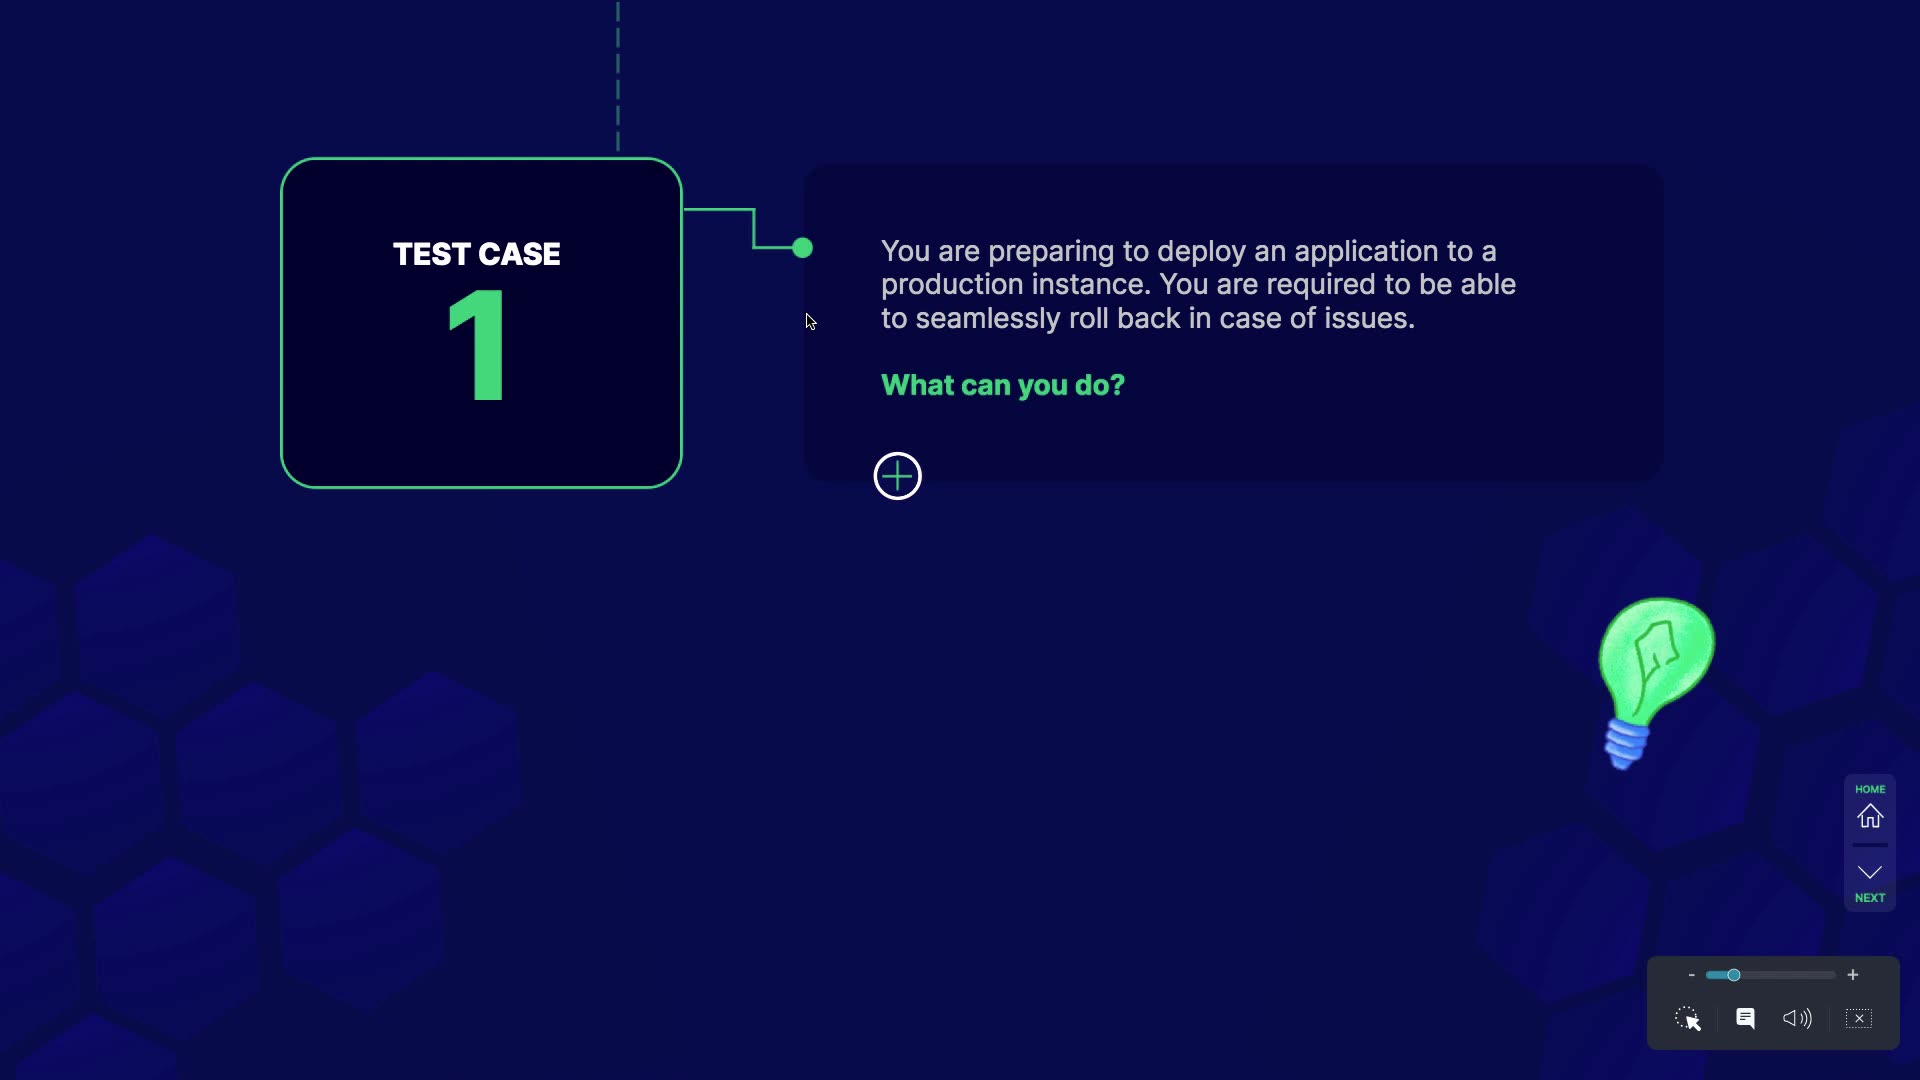 TEST CASE
1
You are preparing to deploy an application to a
production instance. You are required to be able
to seamlessly roll back in case of issues.
What can you do?
HOME
NEXT
- +